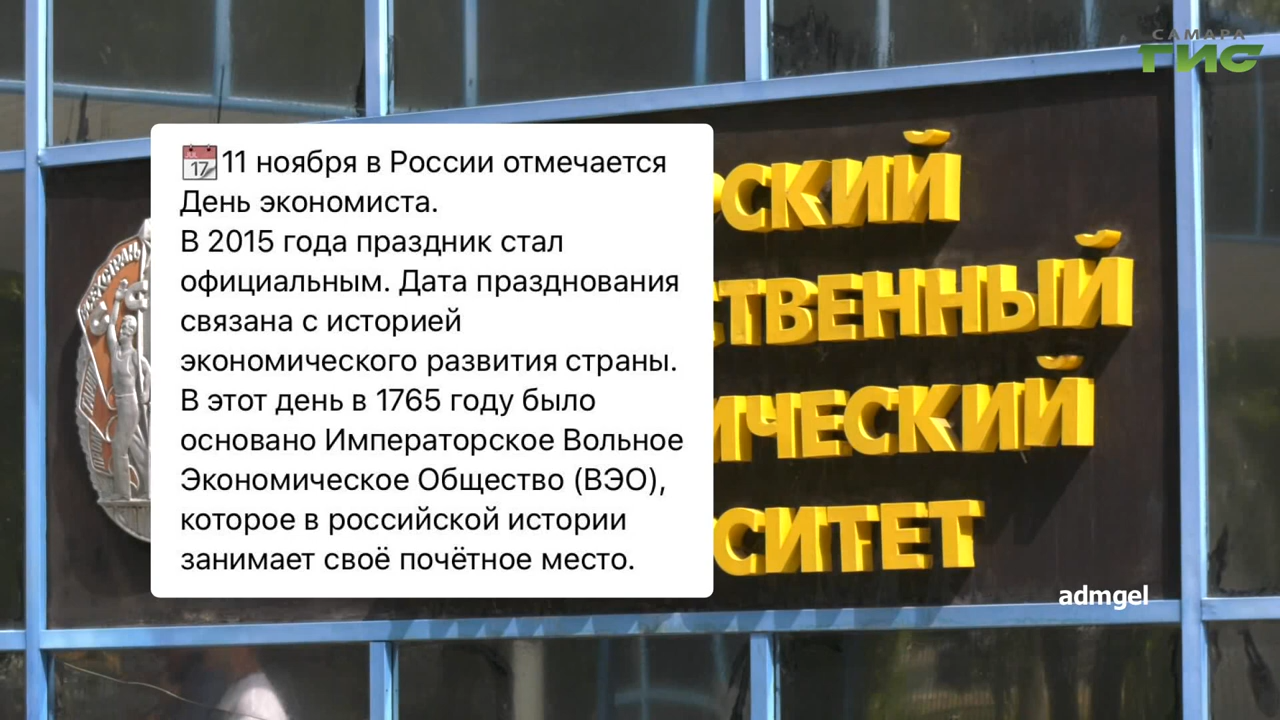 САМАРА
ГИС
11 ноября в России отмечается
День экономиста.
В 2015 года праздник стал
официальным. Дата празднования
связана с историей
экономического развития страны.
В этот день в 1765 году было
основано Императорское Вольное
Экономическое Общество (ВЭО),
которое в российской истории
занимает своё почётное место.
РСКИЙ
СТВЕННЫЙ
ИЧЕСКИЙ
СИТЕТ
admgel